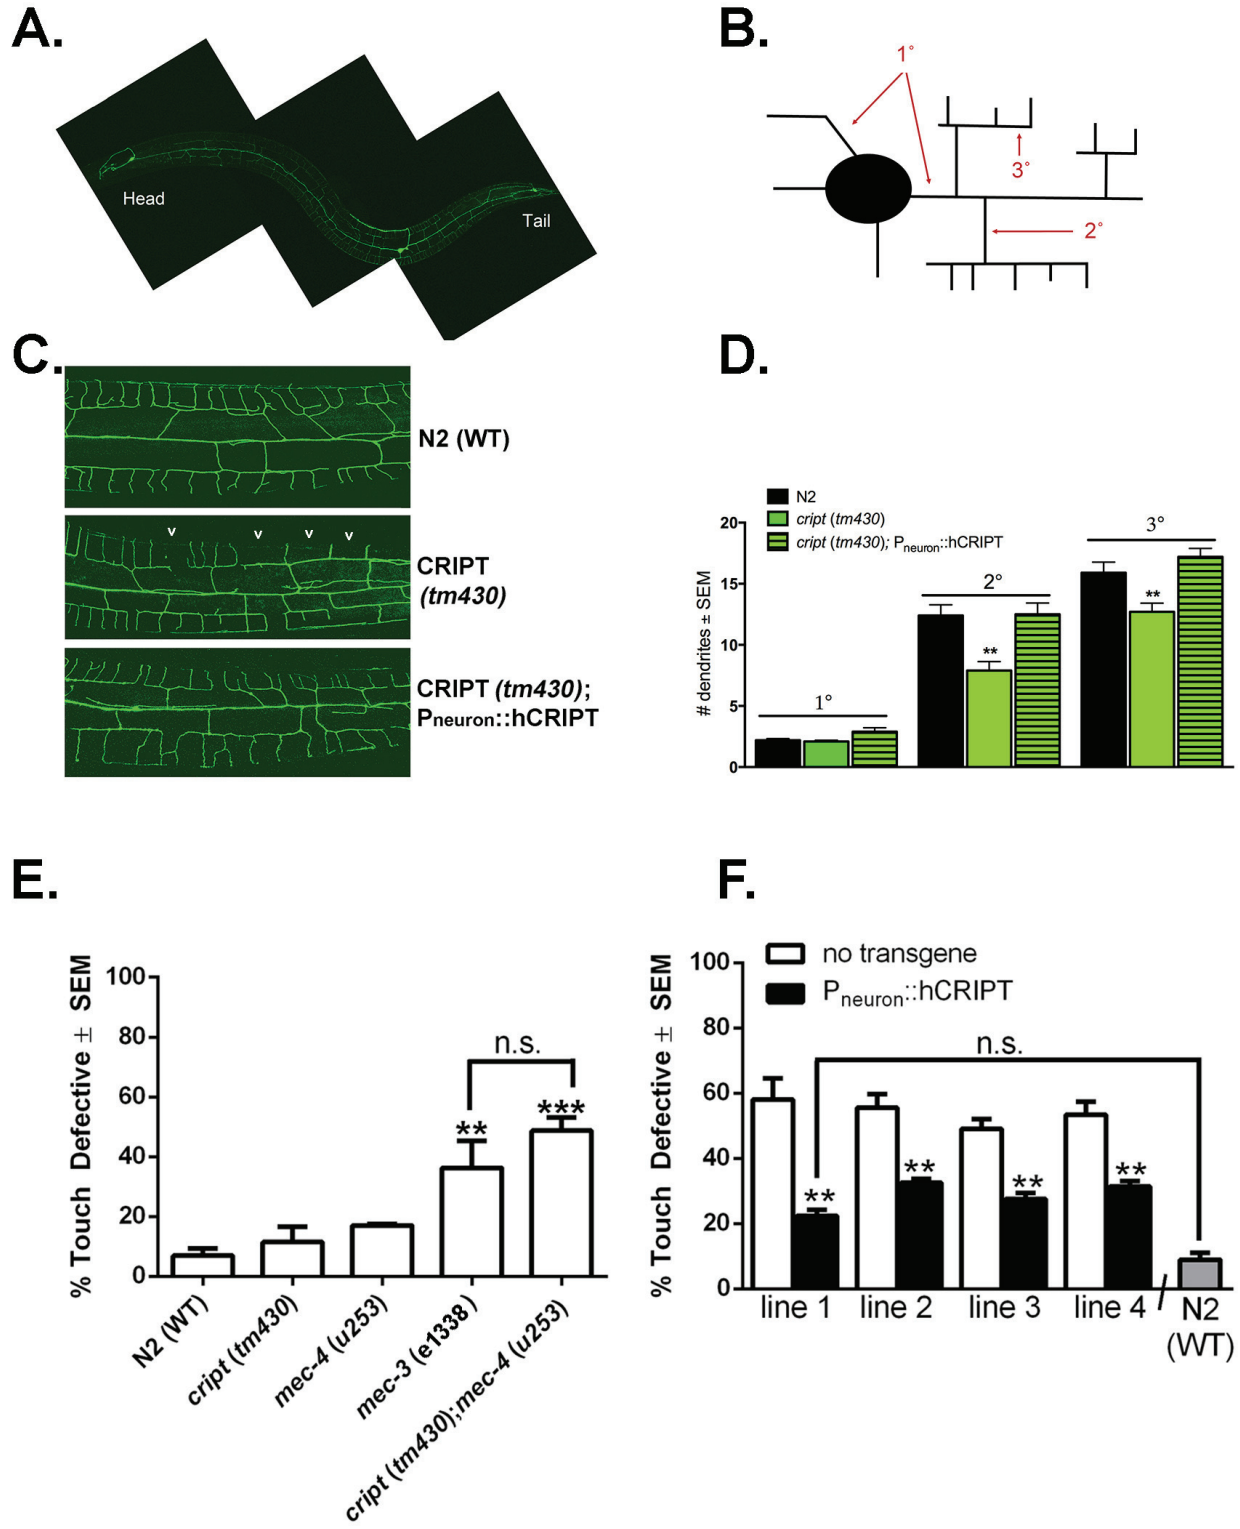 A.
Head
Tail
B.
1°
3°
2°
C.
N2 (WT)
v v v v
CRIPT
(tm430)
CRIPT (tm430);
Pneuron::hCRIPT
D.
N2
cript (tm430)
cript (tm430); Pneuron::hCRIPT
# dendrites ± SEM
20
15
10
5
0
1°
2°
**
3°
**
E.
% Touch Defective ± SEM
100
80
60
40
20
0
n.s.
**
***
N2 (WT)
cript (tm430)
mec-4 (u253)
mec-3 (e1338)
cript (tm430);mec-4 (u253)
F.
no transgene
Pneuron::hCRIPT
% Touch Defective ± SEM
100
80
60
40
20
0
n.s.
**
**
**
**
line 1
line 2
line 3
line 4
/
N2
(WT)